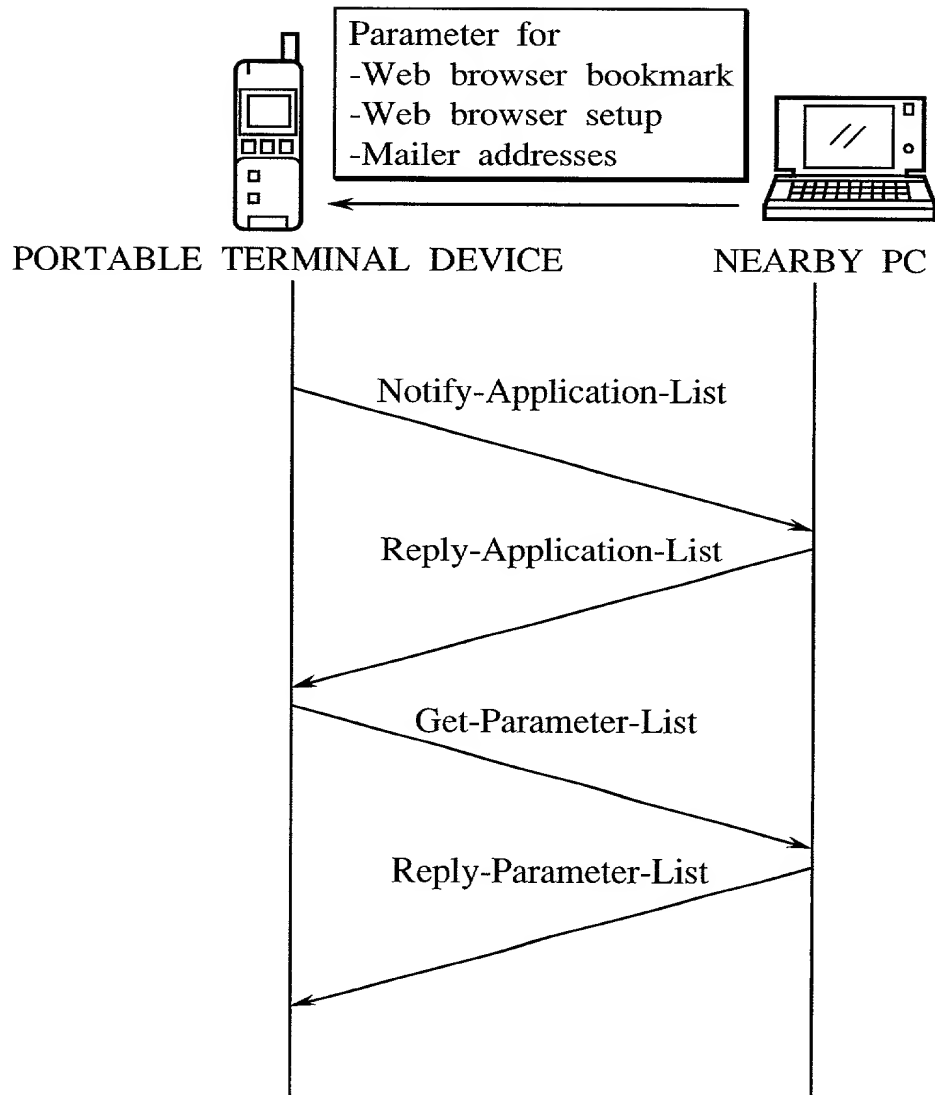 Parameter for
-Web browser bookmark
-Web browser setup
-Mailer addresses
PORTABLE TERMINAL DEVICE
NEARBY PC
Notify-Application-List
Reply-Application-List
Get-Parameter-List
Reply-Parameter-List